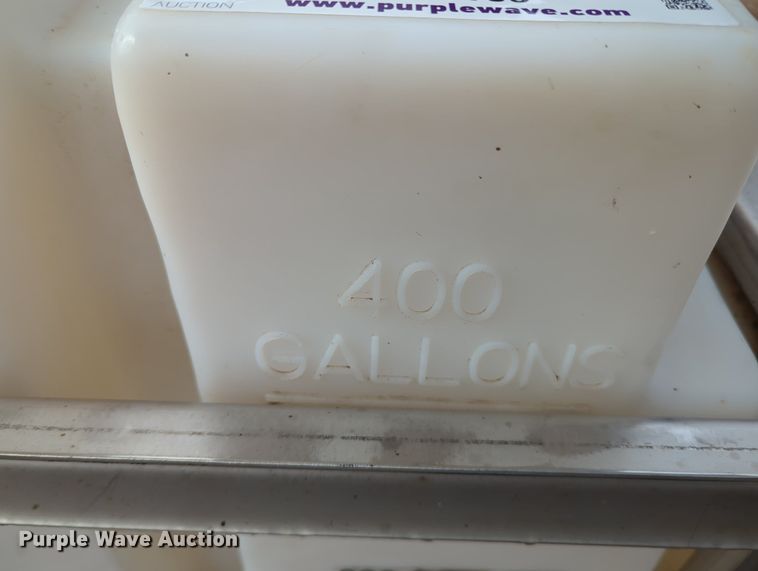 AUCTION
www.purplewave.com
400
GALLONS
Purple Wave Auction